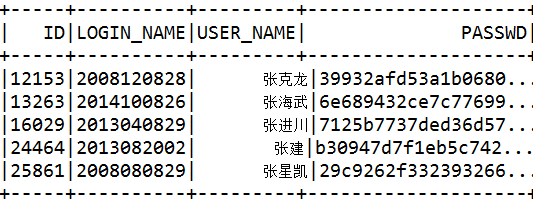 +-----+----------+---------+--------------------+
|   ID|LOGIN_NAME|USER_NAME|              PASSWD|
+-----+----------+---------+--------------------+
|12153|2008120828|      张克龙|39932afd53a1b0680...|
|13263|2014100826|      张海武|6e689432ce7c77699...|
|16029|2013040829|      张进川|7125b7737ded36d57...|
|24464|2013082002|       张建|b30947d7f1eb5c742...|
|25861|2008080829|      张星凯|29c9262f332393266...|
+-----+----------+---------+--------------------+